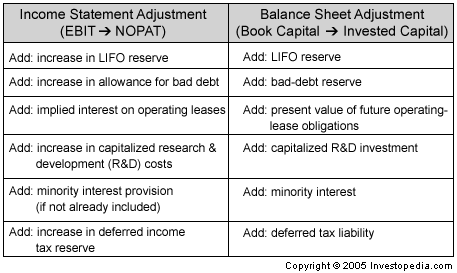 Income Statement Adjustment
(EBIT → NOPAT)
Balance Sheet Adjustment
(Book Capital → Invested Capital)
Add: increase in LIFO reserve
Add: LIFO reserve
Add: increase in allowance for bad debt
Add: bad-debt reserve
Add: implied interest on operating leases
Add: present value of future operating-
lease obligations
Add: increase in capitalized research &
development (R&D) costs
Add: capitalized R&D investment
Add: minority interest provision
(if not already included)
Add: minority interest
Add: increase in deferred income
tax reserve
Add: deferred tax liability
Copyright © 2005 Investopedia.com